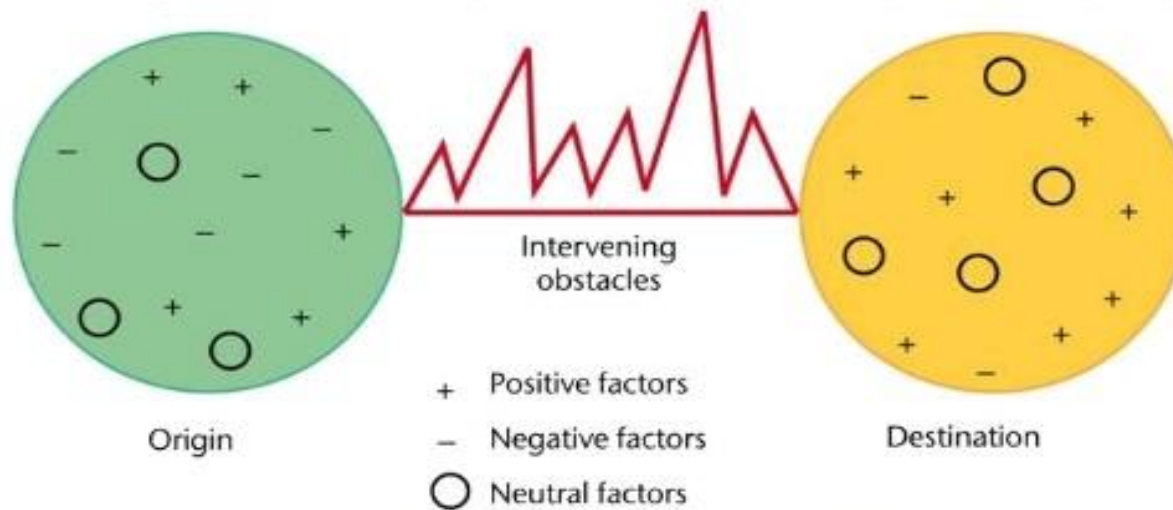 Intervening
obstacles
Origin
Destination
+ Positive factors
− Negative factors
Neutral factors